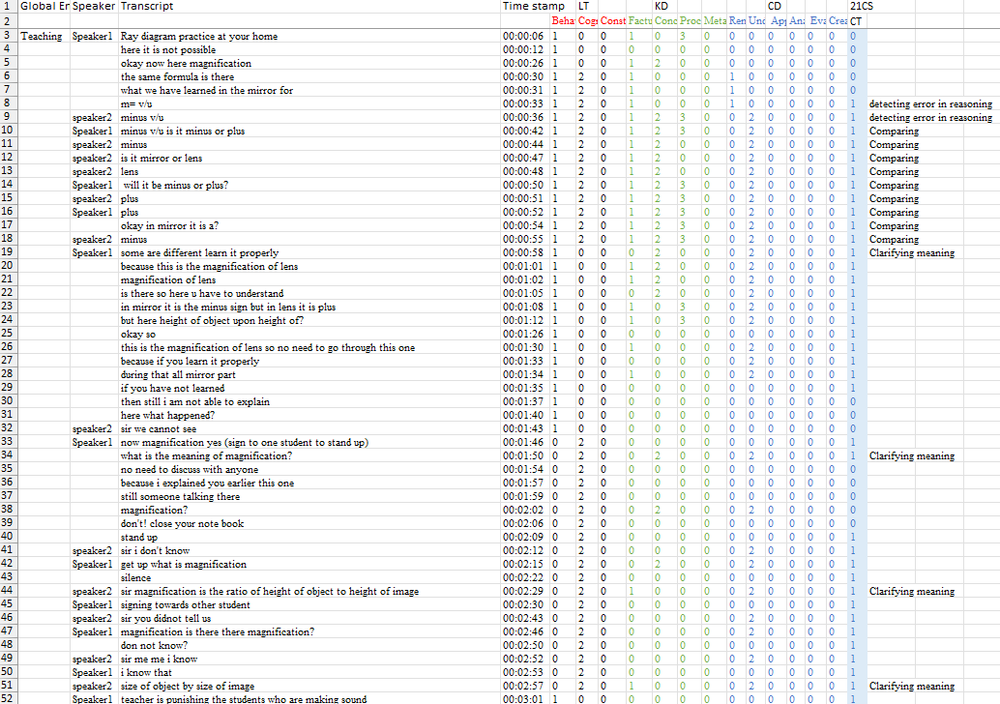 1 Global Er Speaker Transcript Time stamp LT KD CD 21CS
2 Beha Cog Const Factu Conc Proc Meta Ren Und Ap Ana Eva Crea CT
3 Teaching Speaker1 Ray diagram practice at your home 00:00:06 1 0 0 1 0 3 0 0 0 0 0 0 0 0
4 here it is not possible 00:00:12 1 0 0 0 0 0 0 0 0 0 0 0 0 0
5 okay now here magnification 00:00:26 1 0 0 1 2 0 0 0 0 0 0 0 0 0
6 the same formula is there 00:00:30 1 2 0 1 0 0 0 1 0 0 0 0 0 0
7 what we have learned in the mirror for 00:00:31 1 2 0 1 0 0 0 1 0 0 0 0 0 0
8 m= v/u 00:00:33 1 2 0 1 0 0 0 1 0 0 0 0 0 1 detecting error in reasoning
9 speaker2 minus v/u 00:00:36 1 2 0 1 2 3 0 0 2 0 0 0 0 1 detecting error in reasoning
10 Speaker1 minus v/u is it minus or plus 00:00:42 1 2 0 1 2 3 0 0 2 0 0 0 0 1 Comparing
11 speaker2 minus 00:00:44 1 2 0 1 2 0 0 0 2 0 0 0 0 1 Comparing
12 speaker2 is it mirror or lens 00:00:47 1 2 0 1 2 0 0 0 2 0 0 0 0 1 Comparing
13 speaker2 lens 00:00:48 1 2 0 1 2 0 0 0 2 0 0 0 0 1 Comparing
14 Speaker1 will it be minus or plus? 00:00:50 1 2 0 1 2 3 0 0 2 0 0 0 0 1 Comparing
15 speaker2 plus 00:00:51 1 2 0 1 2 3 0 0 2 0 0 0 0 1 Comparing
16 Speaker1 plus 00:00:52 1 2 0 1 2 3 0 0 2 0 0 0 0 1 Comparing
17 okay in mirror it is a? 00:00:54 1 2 0 1 2 3 0 0 2 0 0 0 0 1 Comparing
18 speaker2 minus 00:00:55 1 2 0 1 2 3 0 0 2 0 0 0 0 1 Comparing
19 Speaker1 some are different learn it properly 00:00:58 1 2 0 0 2 0 0 0 2 0 0 0 0 1 Clarifying meaning
20 because this is the magnification of lens 00:01:01 1 2 0 1 2 0 0 0 2 0 0 0 0 1
21 magnification of lens 00:01:02 1 2 0 1 2 0 0 0 2 0 0 0 0 1
22 is there so here u have to understand 00:01:05 1 2 0 0 2 0 0 0 2 0 0 0 0 1
23 in mirror it is the minus sign but in lens it is plus 00:01:08 1 2 0 1 0 3 0 0 2 0 0 0 0 1
24 but here height of object upon height of? 00:01:12 1 2 0 1 0 3 0 0 2 0 0 0 0 1
25 okay so 00:01:26 1 2 0 0 0 0 0 0 2 0 0 0 0 1
26 this is the magnification of lens so no need to go through this one 00:01:30 1 2 0 1 0 0 0 0 2 0 0 0 0 1
27 because if you learn it properly 00:01:33 1 2 0 0 0 0 0 0 2 0 0 0 0 1
28 during that all mirror part 00:01:34 1 2 0 1 0 0 0 0 2 0 0 0 0 1
29 if you have not learned 00:01:35 1 2 0 0 0 0 0 0 2 0 0 0 0 1
30 then still i am not able to explain 00:01:37 1 2 0 0 0 0 0 0 0 0 0 0 0 0
31 here what happened? 00:01:40 1 2 0 0 0 0 0 0 0 0 0 0 0 0
32 speaker2 sir we cannot see 00:01:43 1 2 0 0 0 0 0 0 0 0 0 0 0 0
33 Speaker1 now magnification yes (sign to one student to stand up) 00:01:46 0 2 0 0 0 0 0 0 2 0 0 0 0 1
34 what is the meaning of magnification? 00:01:50 0 2 0 0 2 0 0 0 2 0 0 0 0 1 Clarifying meaning
35 no need to discuss with anyone 00:01:54 0 2 0 0 0 0 0 0 0 0 0 0 0 0
36 because i explained you earlier this one 00:01:57 0 2 0 0 0 0 0 0 0 0 0 0 0 0
37 still someone talking there 00:01:59 0 2 0 0 0 0 0 0 0 0 0 0 0 0
38 magnification? 00:02:02 0 2 0 0 2 0 0 0 2 0 0 0 0 0
39 don't! close your note book 00:02:06 0 2 0 0 0 0 0 0 0 0 0 0 0 0
40 stand up 00:02:09 0 2 0 0 0 0 0 0 0 0 0 0 0 1
41 speaker2 sir i don't know 00:02:12 0 2 0 0 0 0 0 0 2 0 0 0 0 1
42 Speaker1 get up what is magnification 00:02:15 0 2 0 0 2 0 0 0 2 0 0 0 0 1
43 silence 00:02:22 0 2 0 0 0 0 0 0 2 0 0 0 0 1
44 speaker2 sir magnification is the ratio of height of object to height of image 00:02:29 0 2 0 1 0 0 0 0 2 0 0 0 0 1 Clarifying meaning
45 Speaker1 signing towards other student 00:02:30 0 2 0 0 0 0 0 0 2 0 0 0 0 1
46 speaker2 sir you didnot tell us 00:02:43 0 2 0 0 0 0 0 0 2 0 0 0 0 1
47 Speaker1 magnification is there there magnification? 00:02:46 0 2 0 0 0 0 0 0 2 0 0 0 0 1
48 don not know? 00:02:50 0 2 0 0 0 0 0 0 2 0 0 0 0 1
49 speaker2 sir me me i know 00:02:52 0 2 0 0 0 0 0 0 2 0 0 0 0 1
50 Speaker1 i know that 00:02:53 0 2 0 0 0 0 0 0 2 0 0 0 0 1
51 speaker2 size of object by size of image 00:02:57 0 2 0 1 0 0 0 0 2 0 0 0 0 1 Clarifying meaning
52 Speaker1 teacher is punishing the students who are making sound 00:03:01 0 2 0 0 0 0 0 0 2 0 0 0 0 1